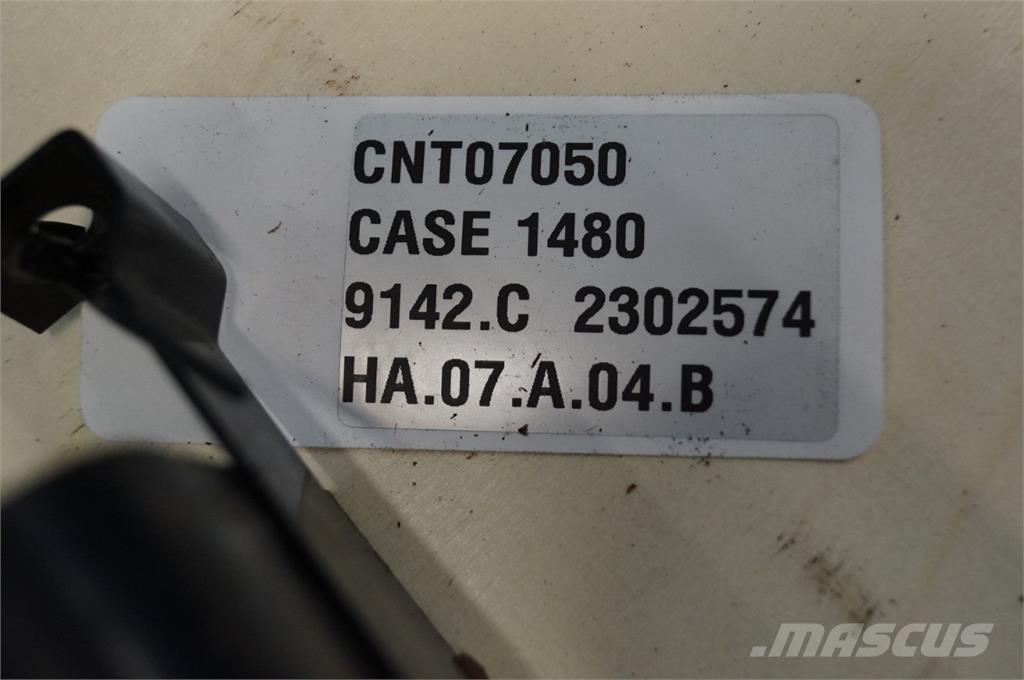 CNT07050
CASE 1480
9142.C 2302574
HA.07.A.04.B
MASCUS